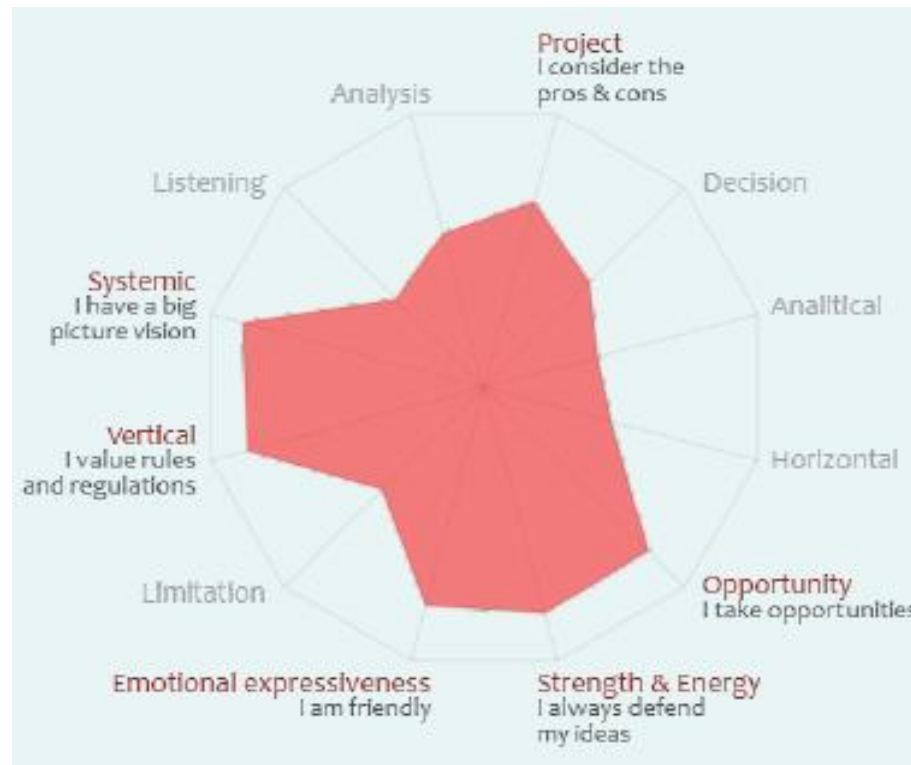 Project
I consider the
pros & cons
Analysis
Decision
Listening
Systemic
I have a big
picture vision
Analitical
Vertical
I value rules
and regulations
Horizontal
Limitation
Opportunity
I take opportunities
Emotional expressiveness
I am friendly
Strength & Energy
I always defend
my ideas